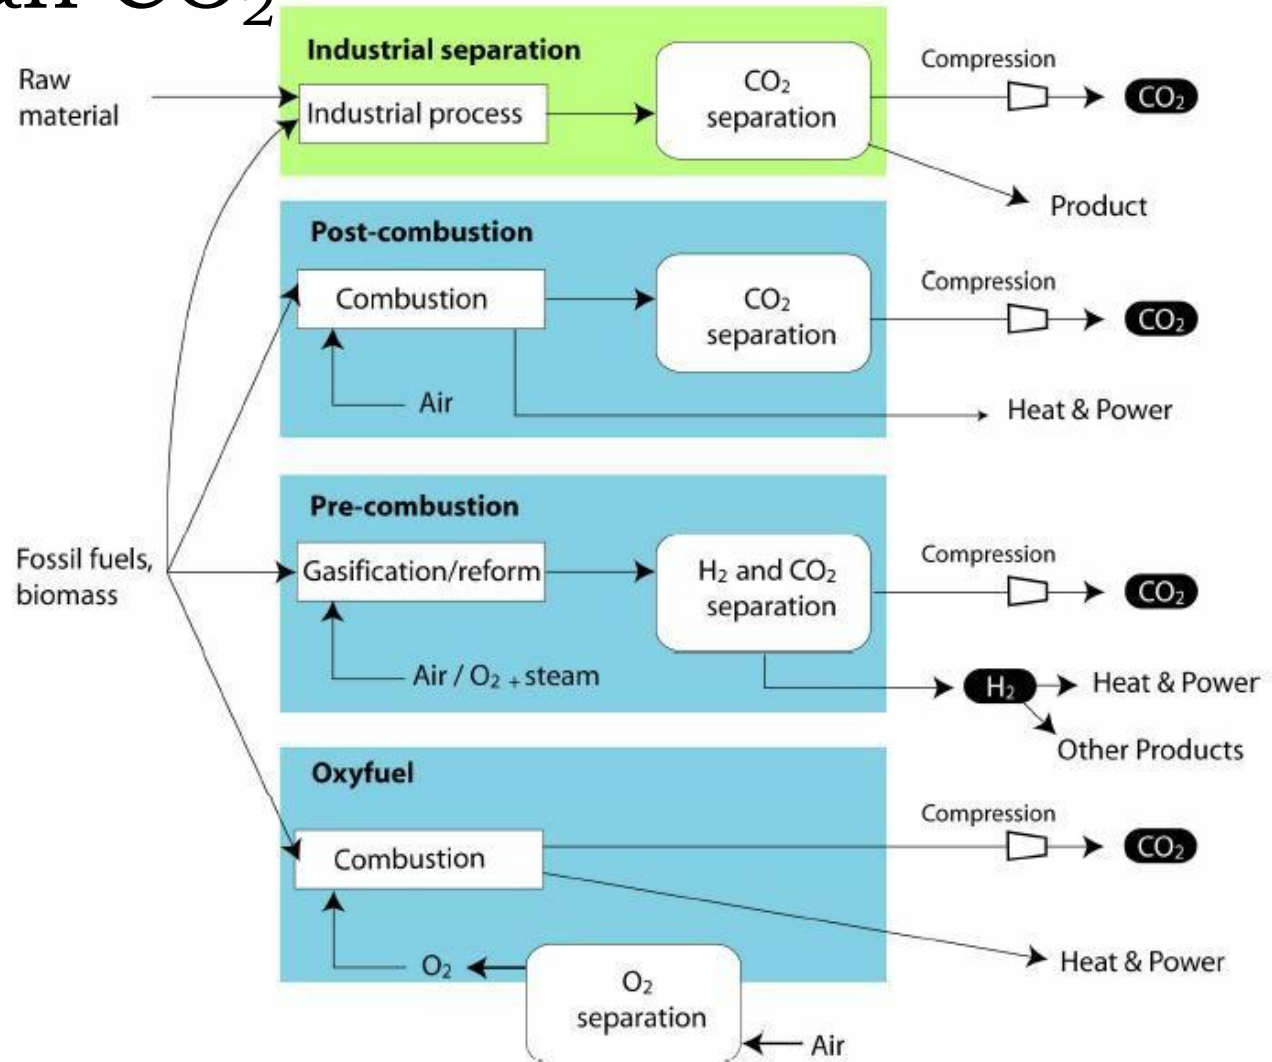 CO₂
Industrial separation
Raw
material
Industrial process
CO₂
separation
Compression
CO₂
Product
Post-combustion
Combustion
CO₂
separation
Compression
CO₂
Air
Heat & Power
Pre-combustion
Fossil fuels,
biomass
Gasification/reform
H₂ and CO₂
separation
Compression
CO₂
Air / O₂ + steam
H₂
Heat & Power
Other Products
Oxyfuel
Combustion
Compression
CO₂
O₂
O₂
separation
Heat & Power
Air